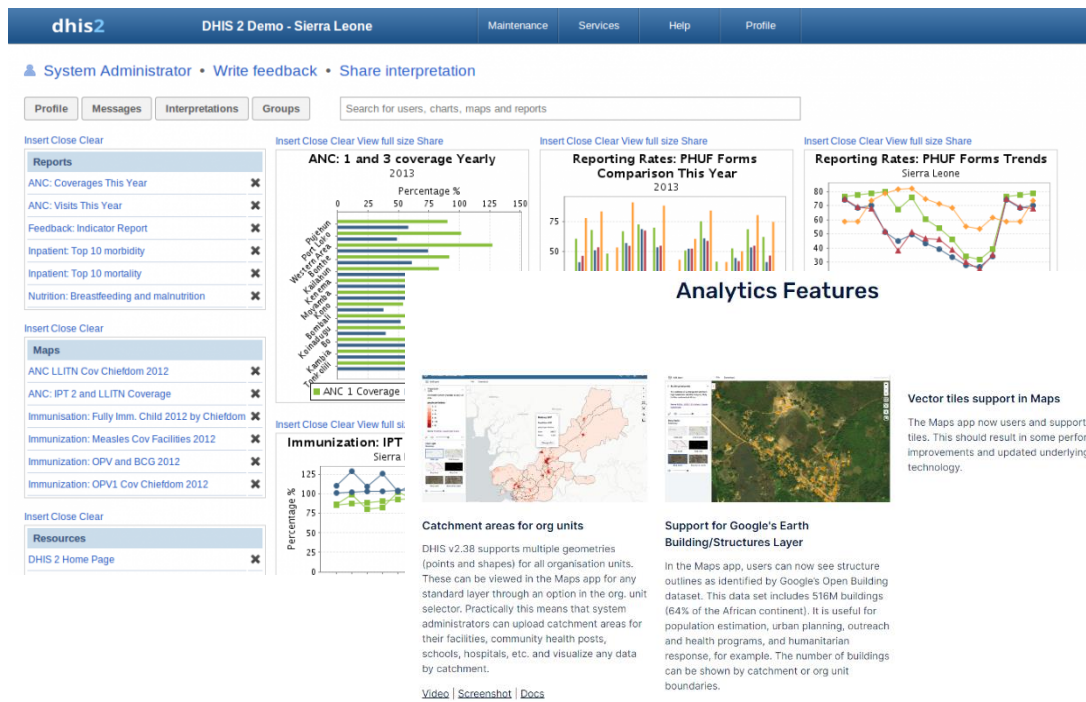 dhis2
DHIS 2 Demo - Sierra Leone
Maintenance
Services
Help
Profile
System Administrator • Write feedback • Share interpretation
Profile
Messages
Interpretations
Groups
Search for users, charts, maps and reports
Insert Close Clear
Reports
ANC: Coverages This Year
ANC: Visits This Year
Feedback: Indicator Report
Inpatient: Top 10 morbidity
Inpatient: Top 10 mortality
Nutrition: Breastfeeding and malnutrition
Insert Close Clear
Maps
ANC LLITN Cov Chiefdom 2012
ANC: IPT 2 and LLITN Coverage
Immunisation: Fully Imm. Child 2012 by Chiefdom
Immunization: Measles Cov Facilities 2012
Immunization: OPV and BCG 2012
Immunization: OPV1 Cov Chiefdom 2012
Insert Close Clear
Resources
DHIS 2 Home Page
Insert Close Clear View full size Share
ANC: 1 and 3 coverage Yearly
2013
Percentage %
0 25 50 75 100 125 150
Pujehun
Port Loko
Western Area
Bonthe
Kailahun
Kenema
Moyamba
Kono
Bombali
Koinadugu
Bo
Kambia
Tonkolili
ANC 1 Coverage
Insert Close Clear View full si
Immunization: IPT
Sierra
Percentage %
125
100
75
50
25
0
Insert Close Clear View full size Share
Reporting Rates: PHUF Forms
Comparison This Year
2013
75
50
Insert Close Clear View full size Share
Reporting Rates: PHUF Forms Trends
Sierra Leone
80
70
60
50
40
30
Analytics Features
Catchment areas for org units
DHIS v2.38 supports multiple geometries
(points and shapes) for all organisation units.
These can be viewed in the Maps app for any
standard layer through an option in the org. unit
selector. Practically this means that system
administrators can upload catchment areas for
their facilities, community health posts,
schools, hospitals, etc. and visualize any data
by catchment.
Video | Screenshot | Docs
Support for Google's Earth
Building/Structures Layer
In the Maps app, users can now see structure
outlines as identified by Google's Open Building
dataset. This data set includes 516M buildings
(64% of the African continent). It is useful for
population estimation, urban planning, outreach
and health programs, and humanitarian
response, for example. The number of buildings
can be shown by catchment or org unit
boundaries.
Vector tiles support in Maps
The Maps app now users and support
tiles. This should result in some perfor
improvements and updated underlying
technology.